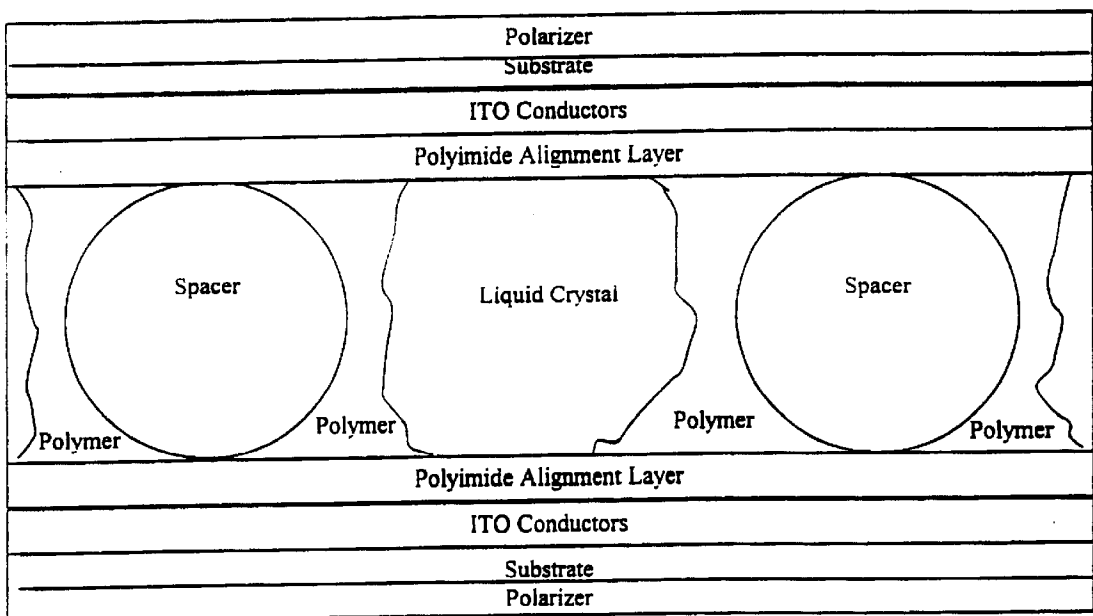 Polarizer
Substrate
ITO Conductors
Polyimide Alignment Layer
Spacer
Liquid Crystal
Spacer
Polymer
Polymer
Polymer
Polymer
Polyimide Alignment Layer
ITO Conductors
Substrate
Polarizer